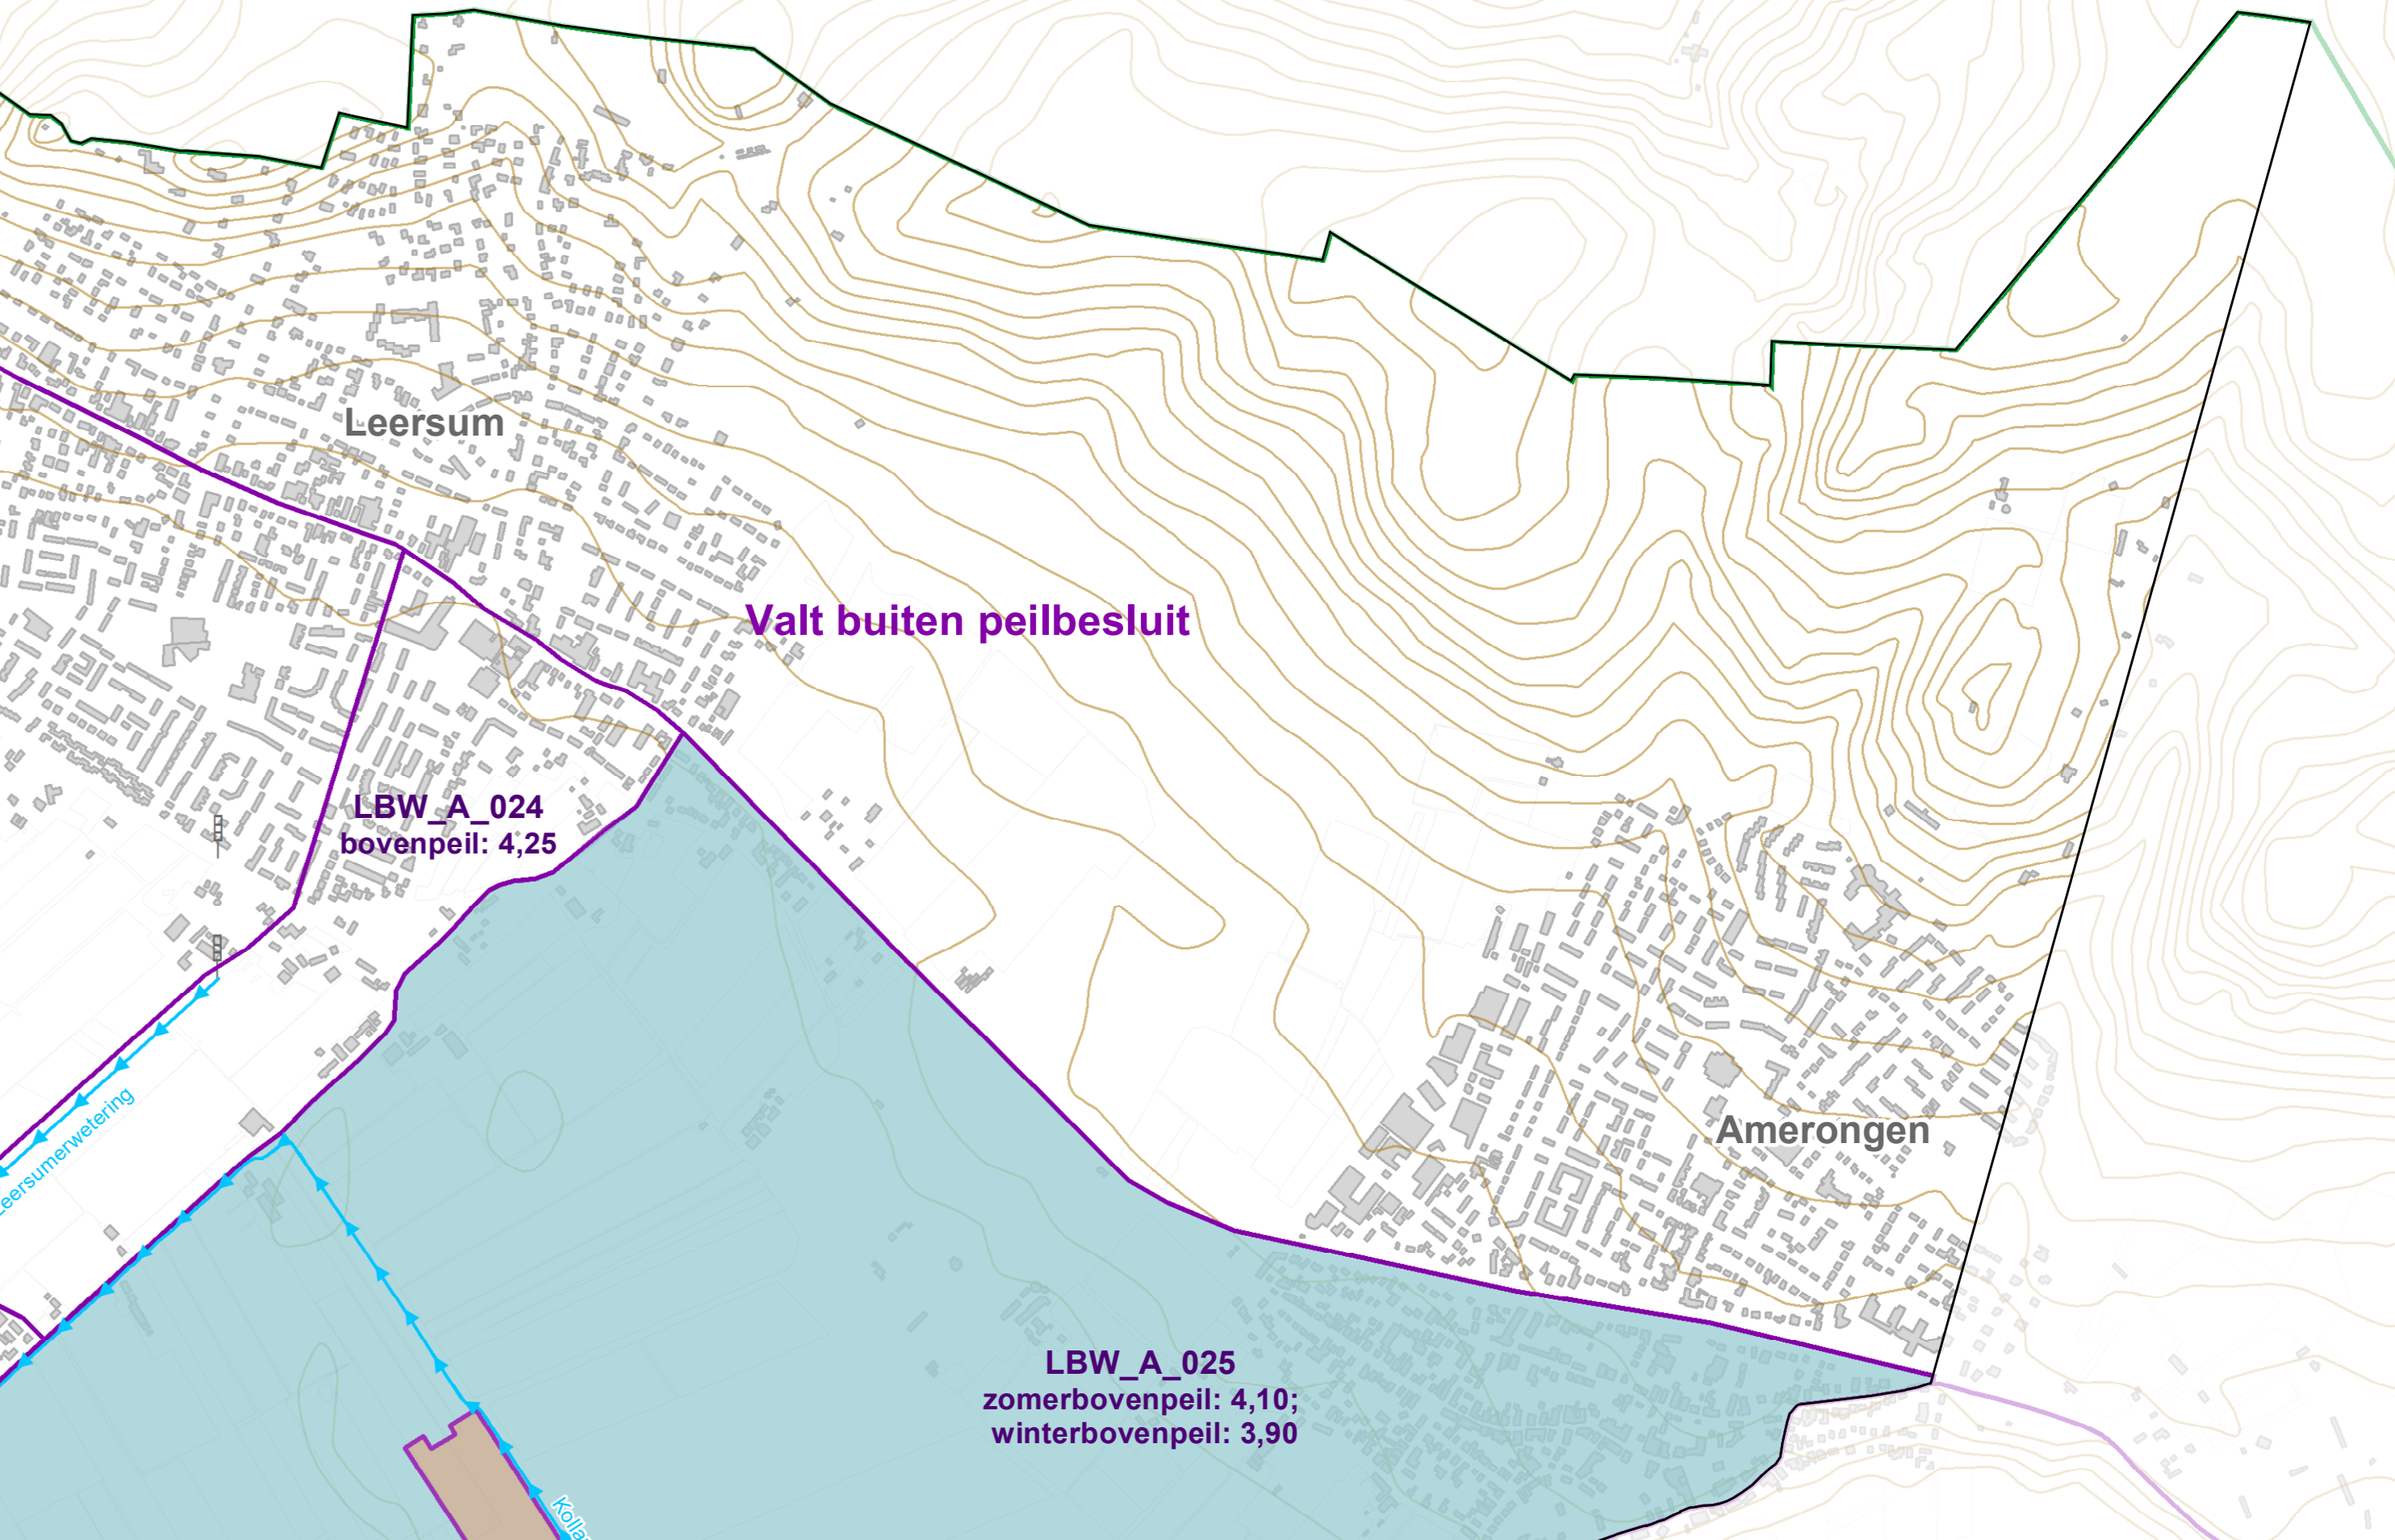 Leersum
Valt buiten peilbesluit
LBW_A_024
bovenpeil: 4,25
Leersumerwetering
Amerongen
LBW_A_025
zomerbovenpeil: 4,10;
winterbovenpeil: 3,90